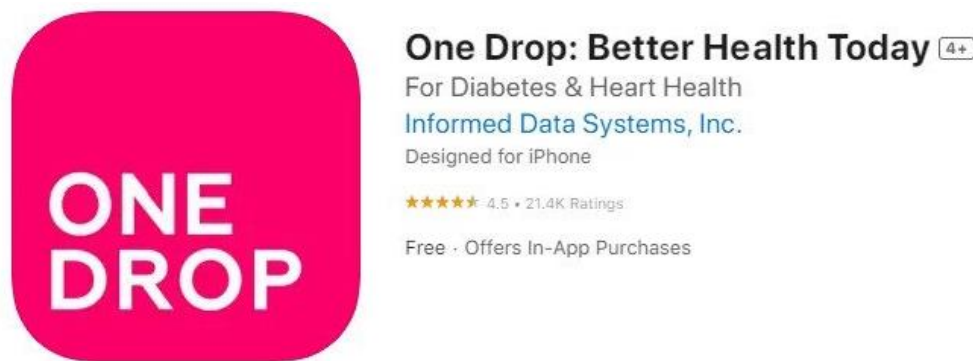 ONE
DROP
One Drop: Better Health Today 4+
For Diabetes & Heart Health
Informed Data Systems, Inc.
Designed for iPhone
4.5 • 21.4K Ratings
Free · Offers In-App Purchases